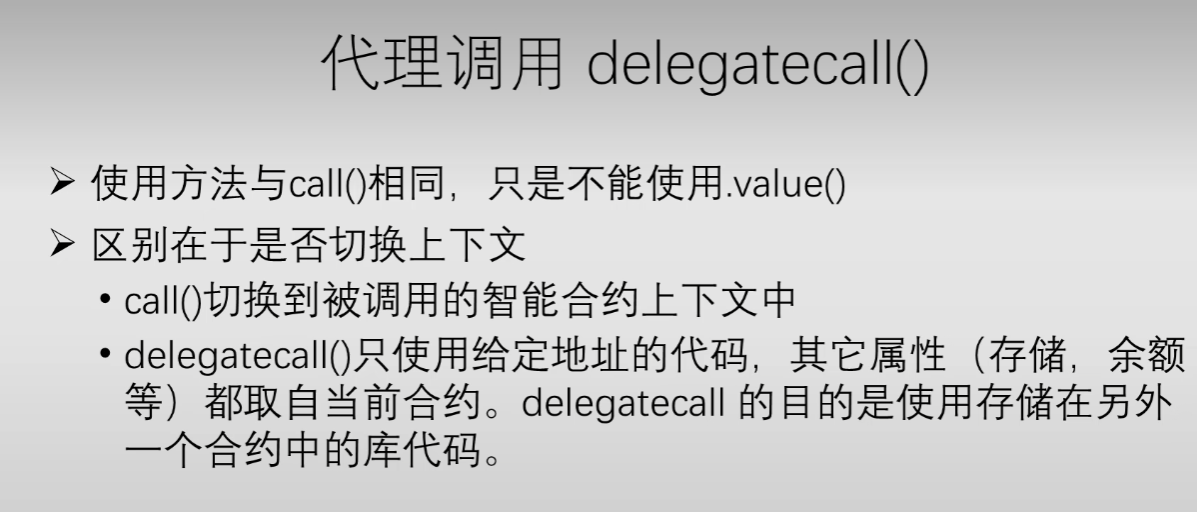 代理调用 delegatecall()
➢ 使用方法与call()相同，只是不能使用.value()
➢ 区别在于是否切换上下文
• call()切换到被调用的智能合约上下文中
• delegatecall()只使用给定地址的代码，其它属性（存储，余额
等）都取自当前合约。delegatecall 的目的是使用存储在另外
一个合约中的库代码。